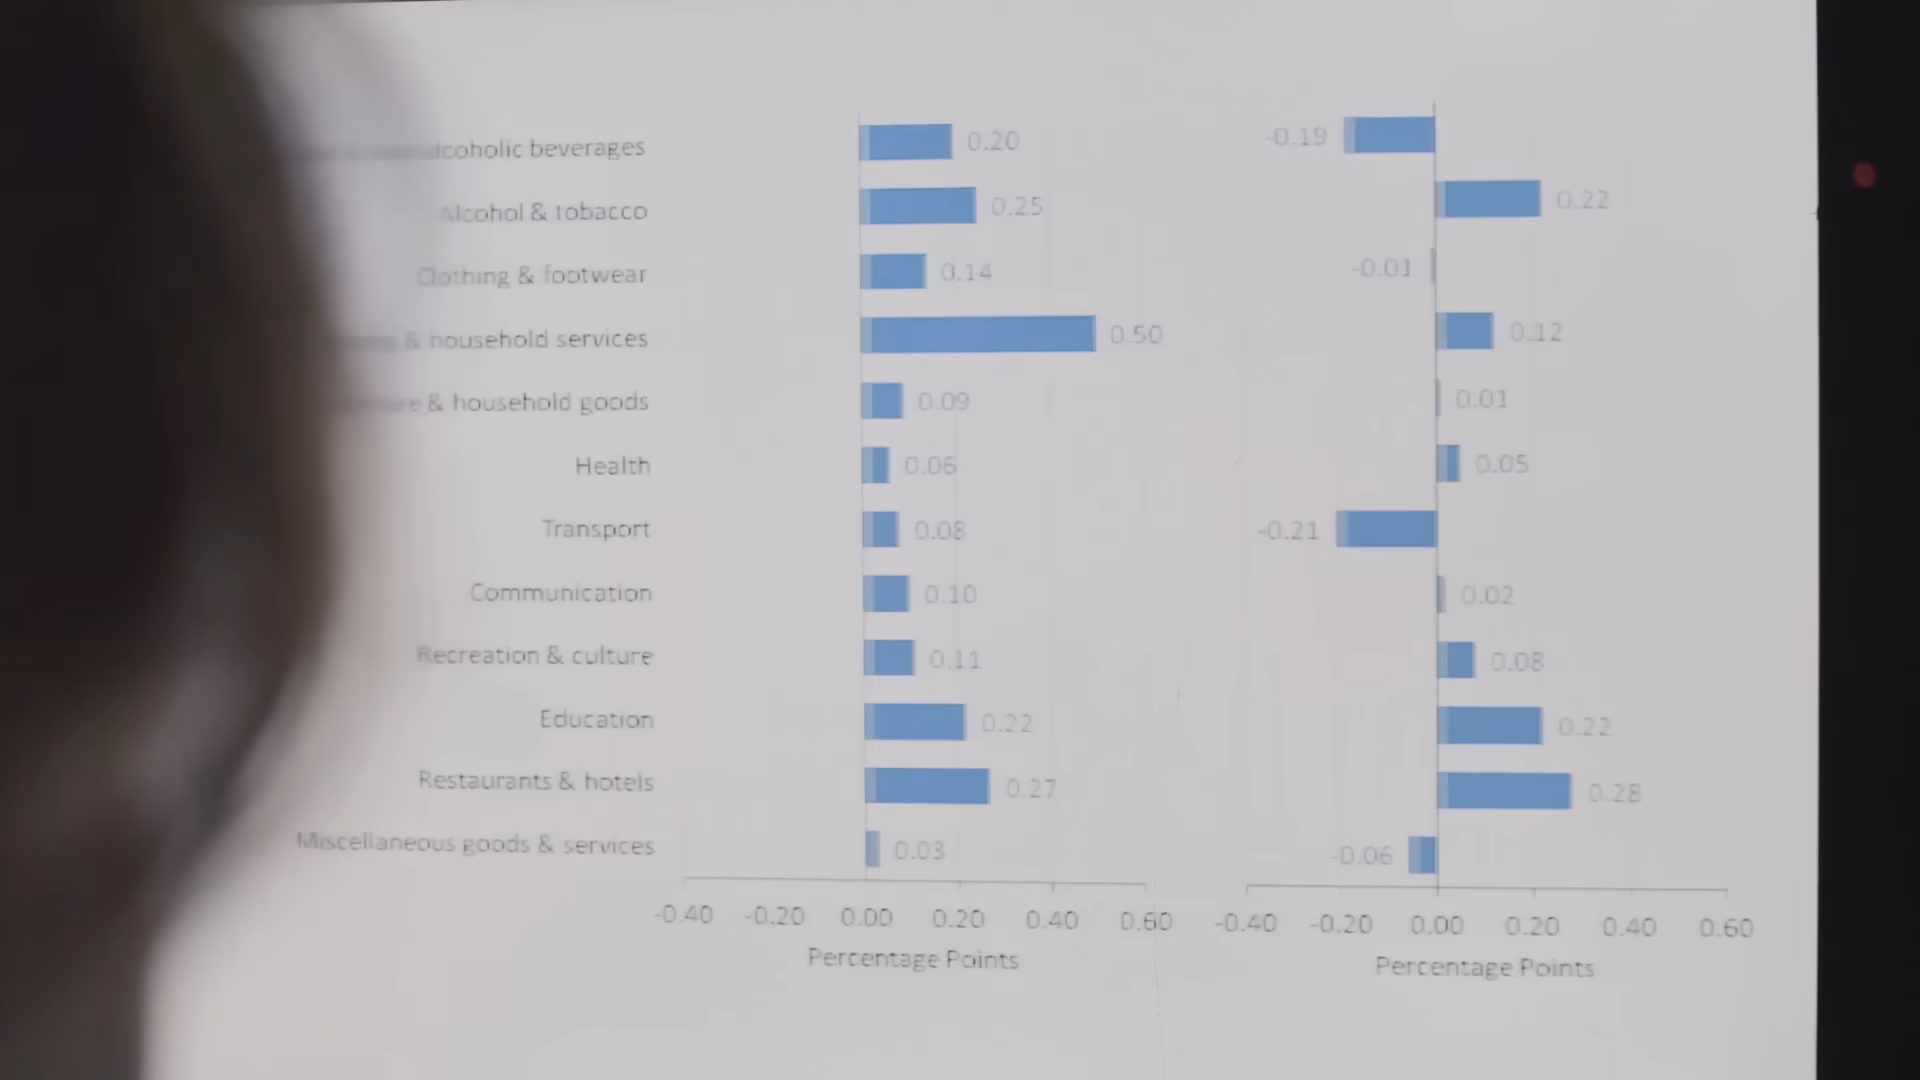 alcoholic beverages 0.20 -0.19
Alcohol & tobacco 0.25 0.22
Clothing & footwear 0.14 -0.01
& household services 0.50 0.12
& household goods 0.09 0.01
Health 0.06 0.05
Transport 0.08 -0.21
Communication 0.10 0.02
Recreation & culture 0.11 0.08
Education 0.22 0.22
Restaurants & hotels 0.27 0.28
Miscellaneous goods & services 0.03 -0.06
-0.40 -0.20 0.00 0.20 0.40 0.60 -0.40 -0.20 0.00 0.20 0.40 0.60
Percentage Points Percentage Points